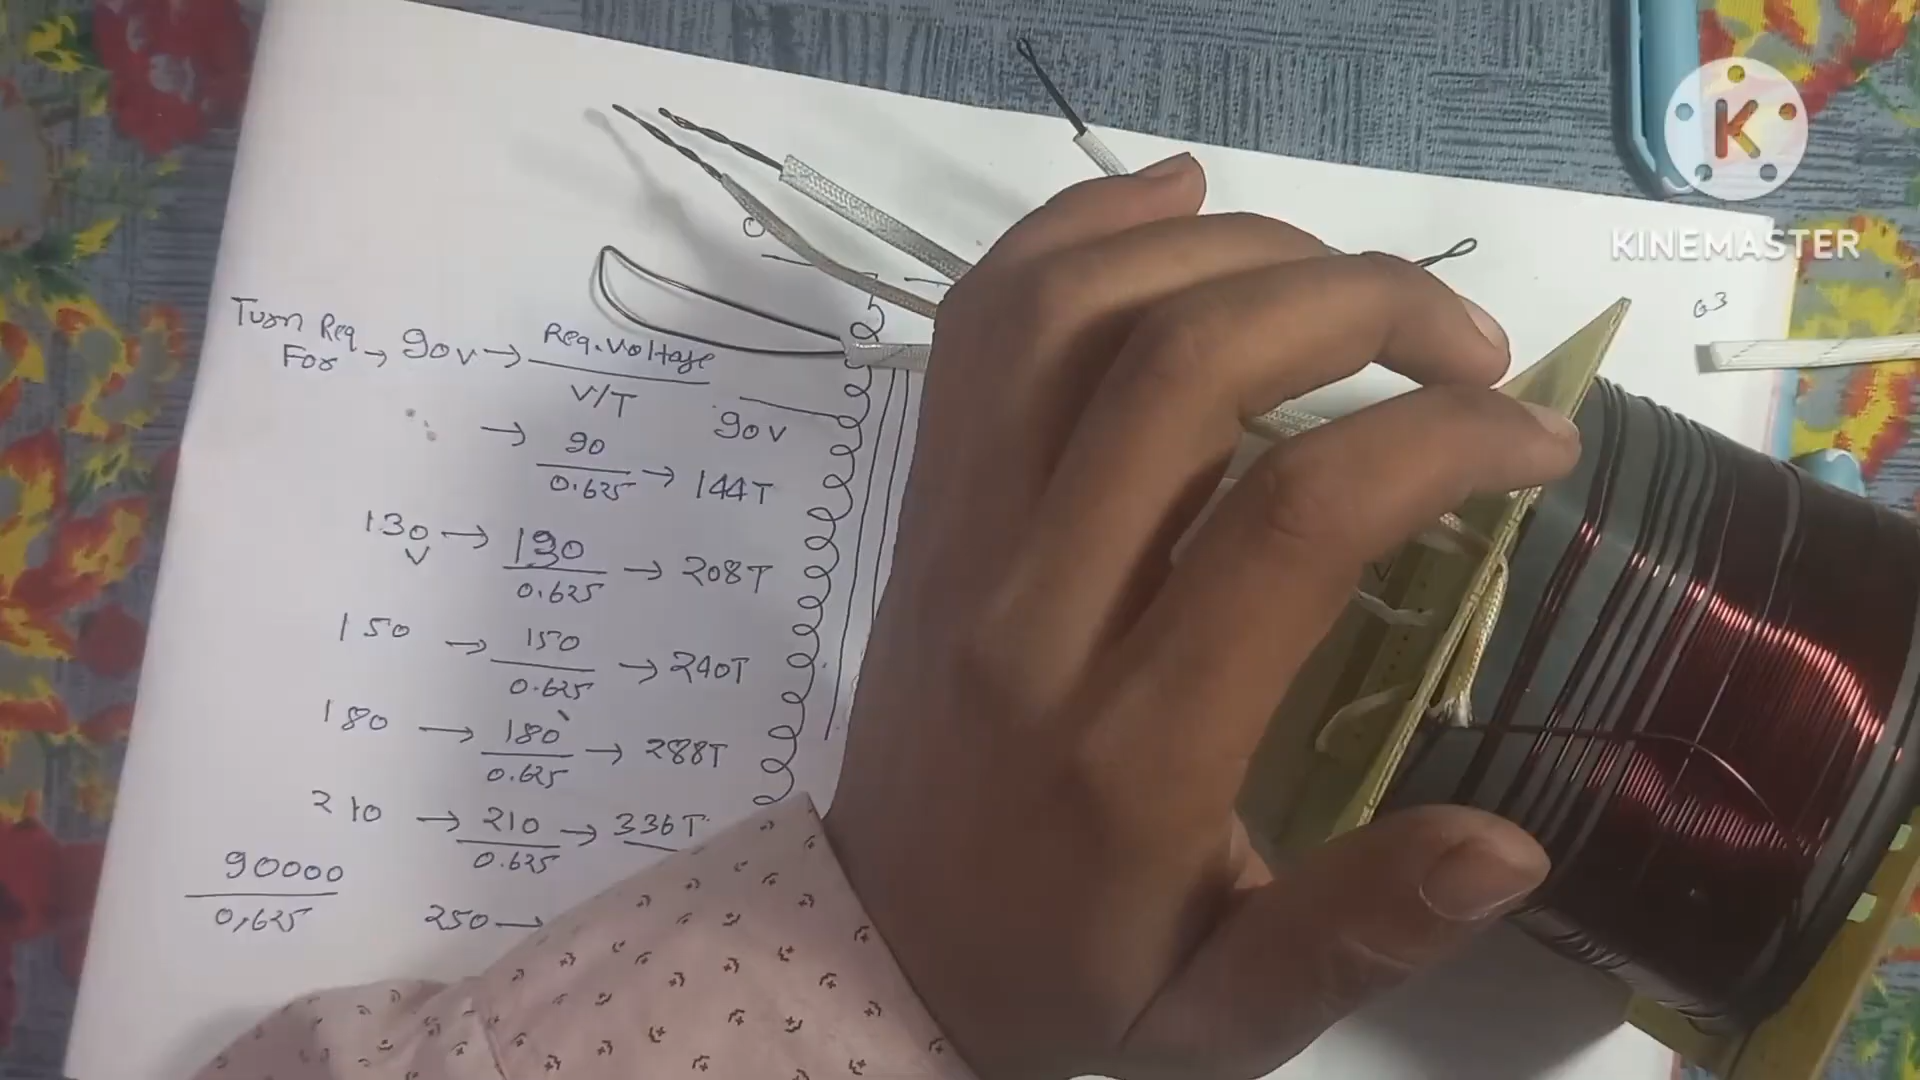 KINEMASTER
Turn Req
For → 90v → Req. Voltage
V/T
90v
→ 90
0.625 → 144T
130 → 130
V 0.625 → 208T
150 → 150
0.625 → 240T
180 → 180
0.625 → 288T
210 → 210
0.625 → 336T
90000
0,625
250 →